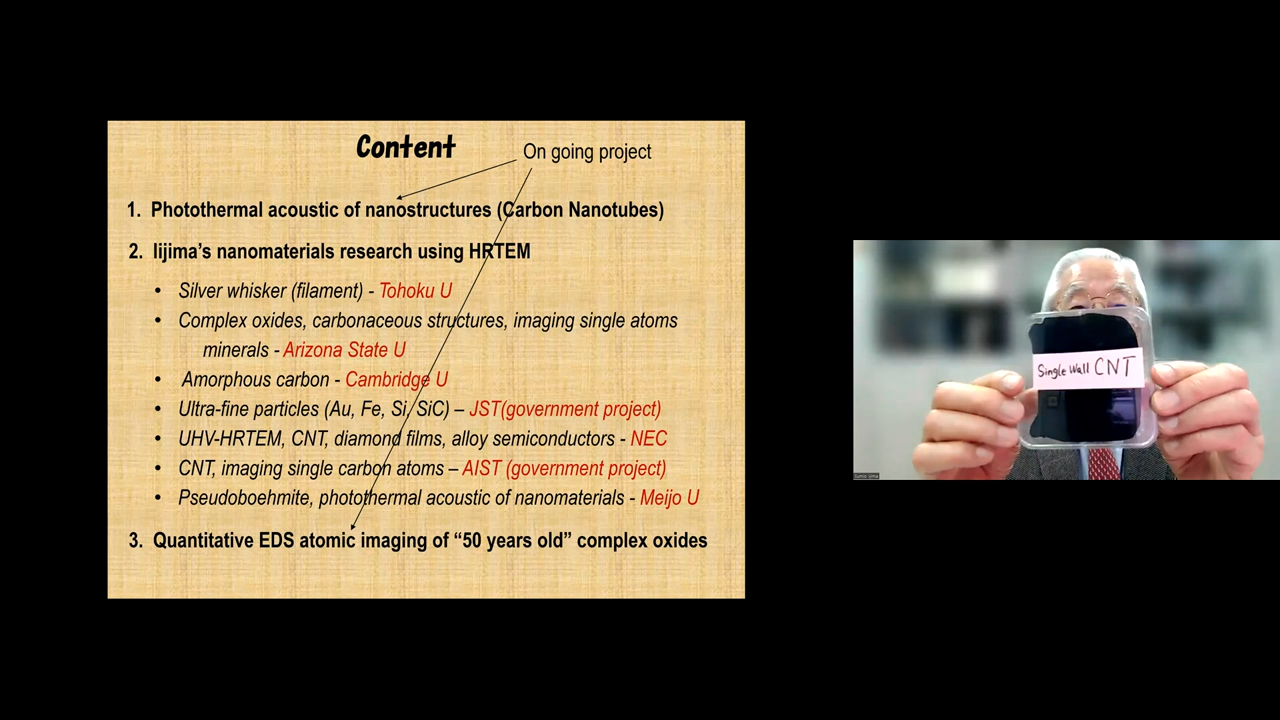 Content
On going project
1. Photothermal acoustic of nanostructures (Carbon Nanotubes)
2. Iijima's nanomaterials research using HRTEM
• Silver whisker (filament) - Tohoku U
• Complex oxides, carbonaceous structures, imaging single atoms
minerals - Arizona State U
• Amorphous carbon - Cambridge U
• Ultra-fine particles (Au, Fe, Si, SiC) – JST(government project)
• UHV-HRTEM, CNT, diamond films, alloy semiconductors - NEC
• CNT, imaging single carbon atoms – AIST (government project)
• Pseudoboehmite, photothermal acoustic of nanomaterials - Meijo U
3. Quantitative EDS atomic imaging of “50 years old” complex oxides
Single Wall CNT
Sumio Iijima